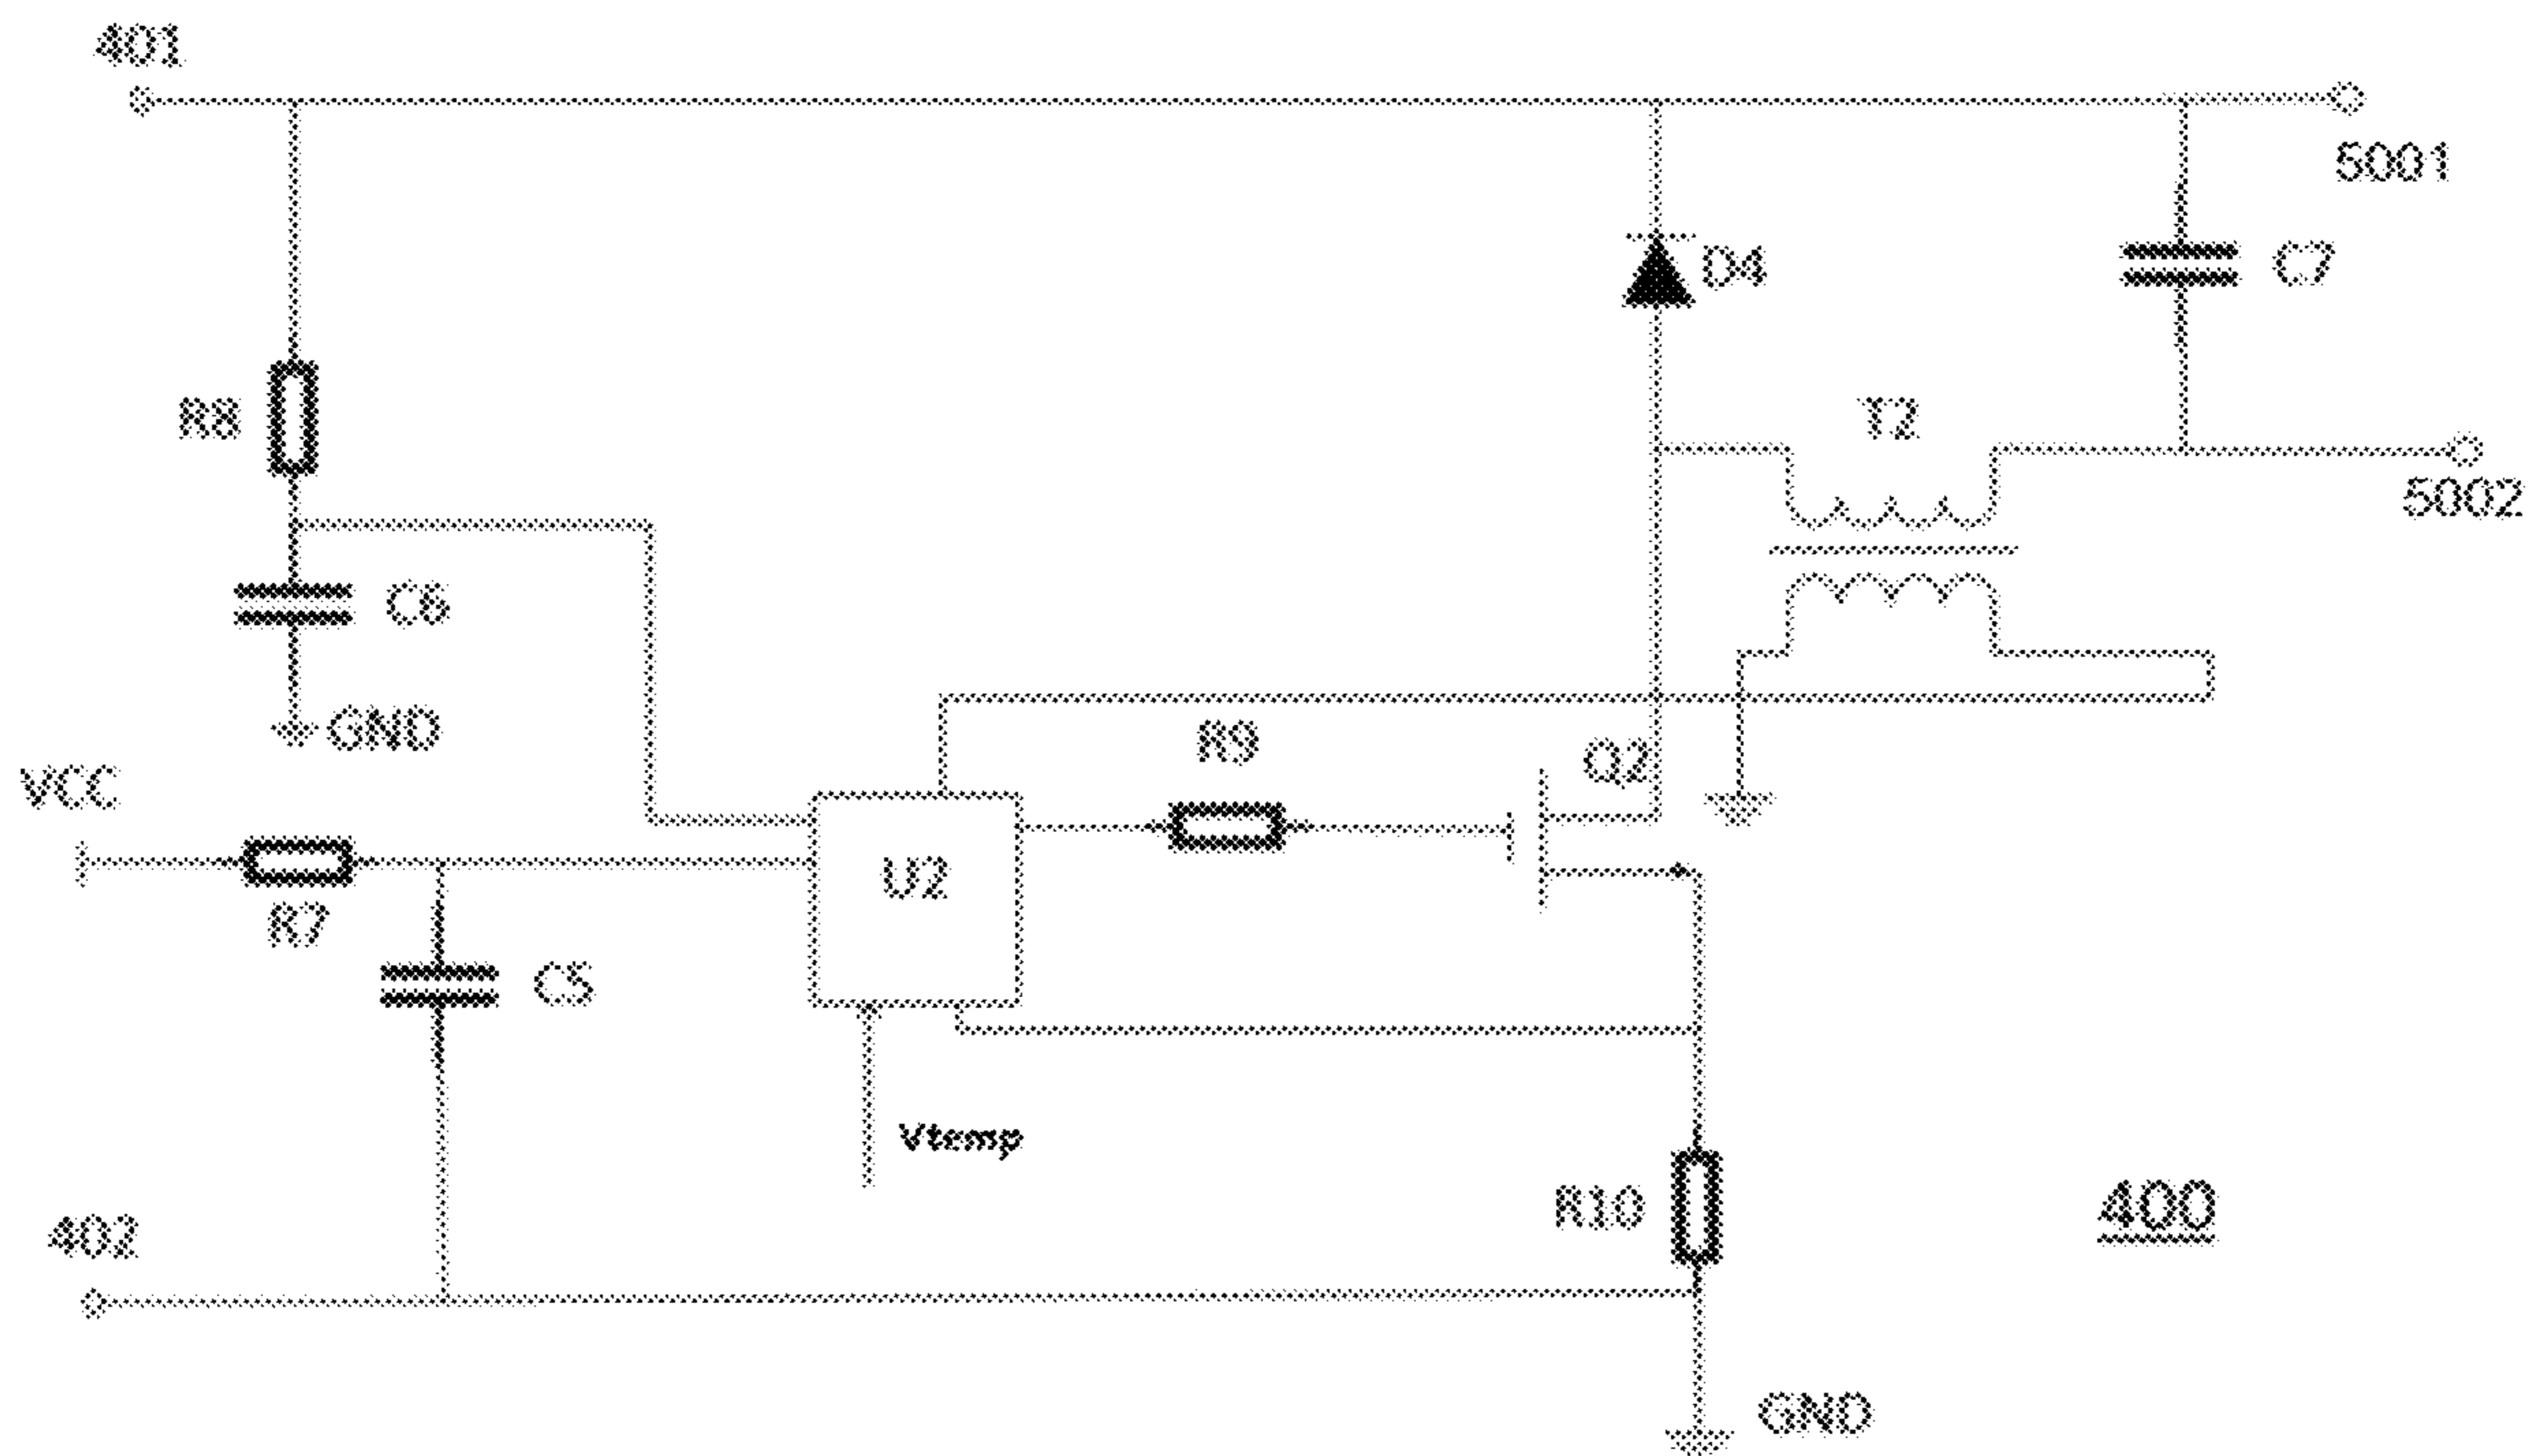 401
5001
D4
C7
R8
T2
5002
C6
GND
R9
Q2
VCC
U2
R7
C5
Vtemp
R10
400
402
GND